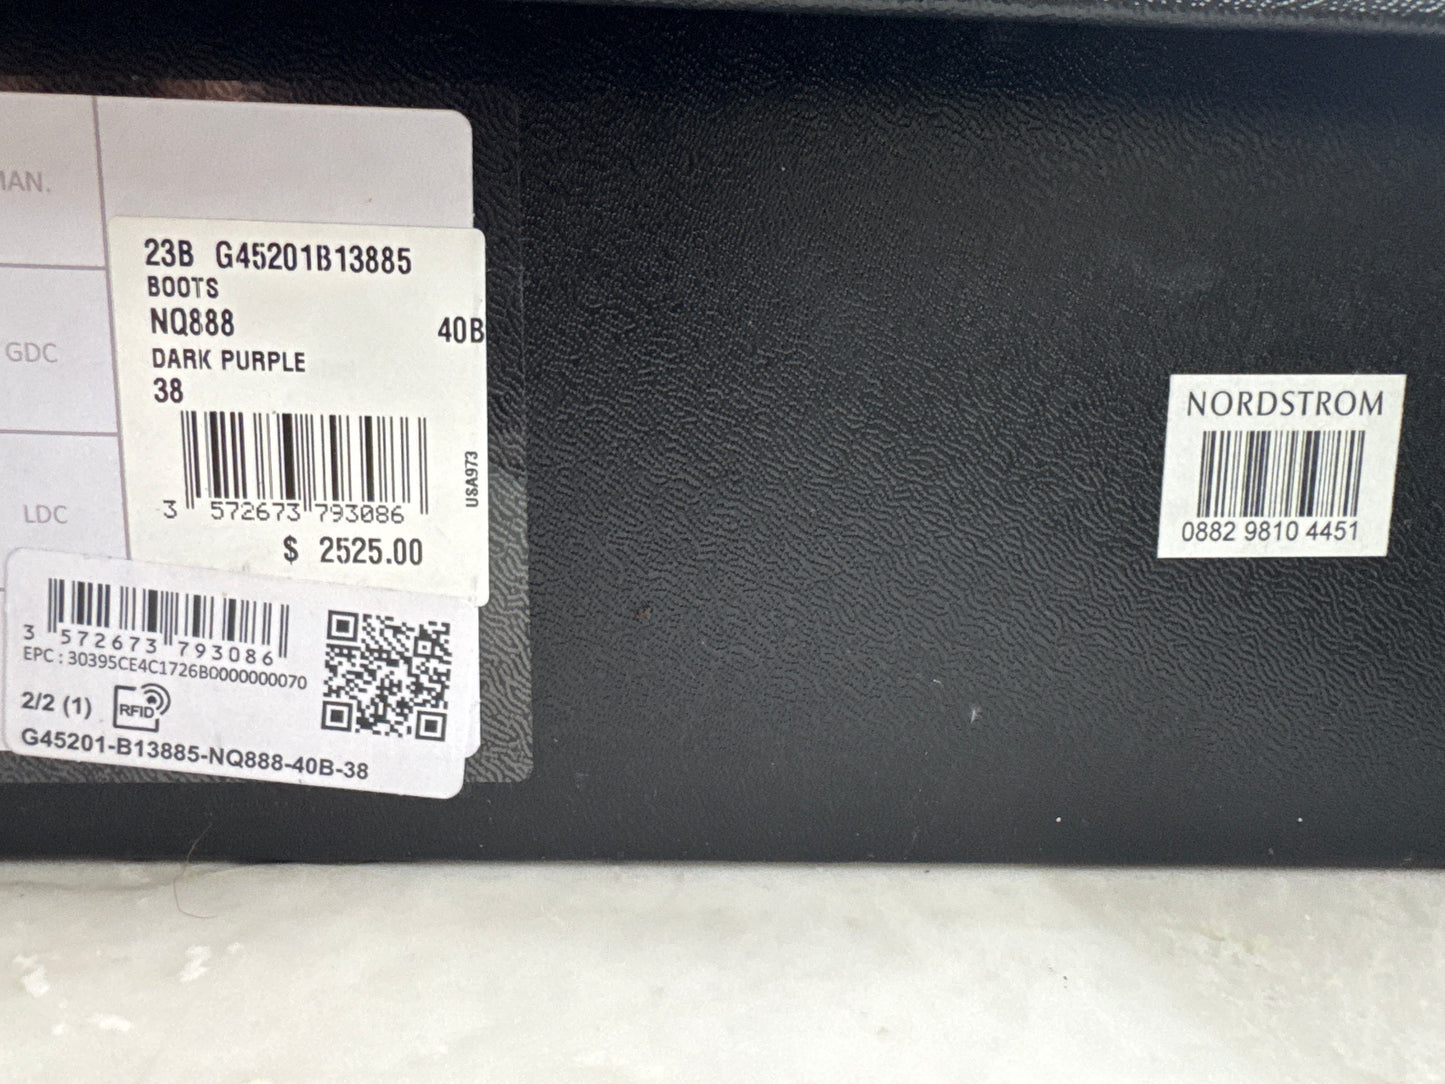 GDC
LDC
23B G45201B13885
BOOTS
NQ888 40B
DARK PURPLE
38
3 572673 793086
USA973
$ 2525.00
3 572673 793086
EPC : 30395CE4C1726B0000000070
2/2 (1) RFID
G45201-B13885-NQ888-40B-38
NORDSTROM
0882 9810 4451